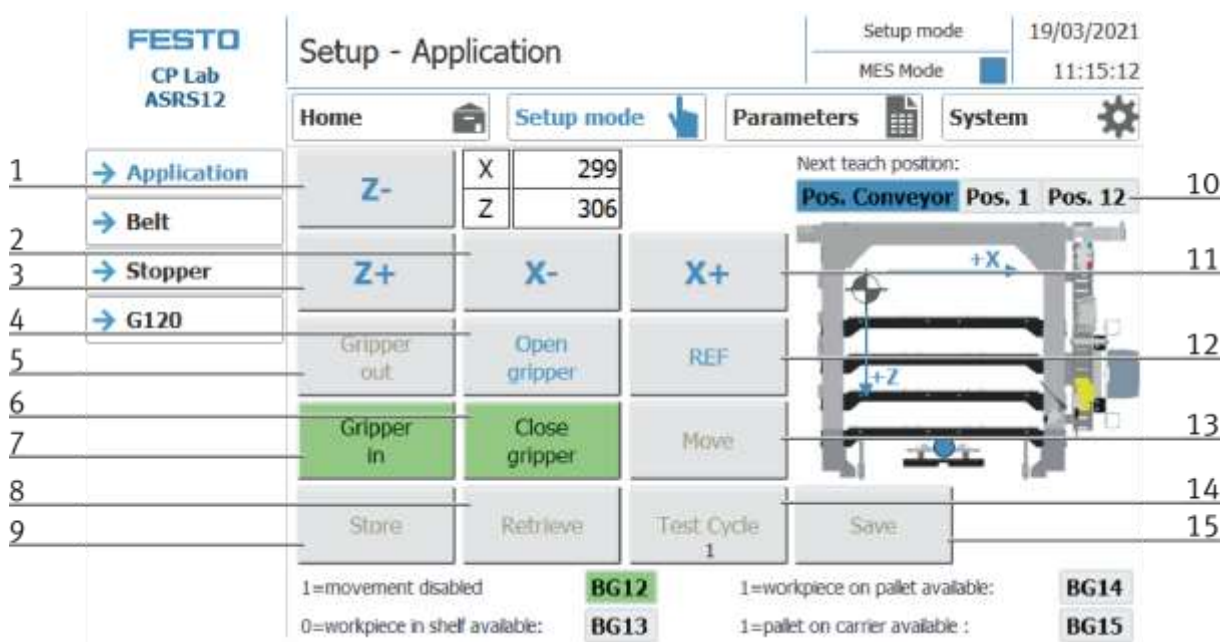 FESTO
CP Lab
ASRS12
Setup - Application
Setup mode
MES Mode
19/03/2021
11:15:12
Home
Setup mode
Parameters
System
Application
Belt
Stopper
G120
Z-
X 299
Z 306
Next teach position:
Pos. Conveyor Pos. 1 Pos. 12
Z+
X-
X+
+X
+Z
Gripper
out
Open
gripper
REF
Gripper
in
Close
gripper
Move
Store
Retrieve
Test Cycle
1
Save
1=movement disabled
BG12
1=workpiece on pallet available:
BG14
0=workpiece in shelf available:
BG13
1=pallet on carrier available :
BG15
1
2
3
4
5
6
7
8
9
10
11
12
13
14
15